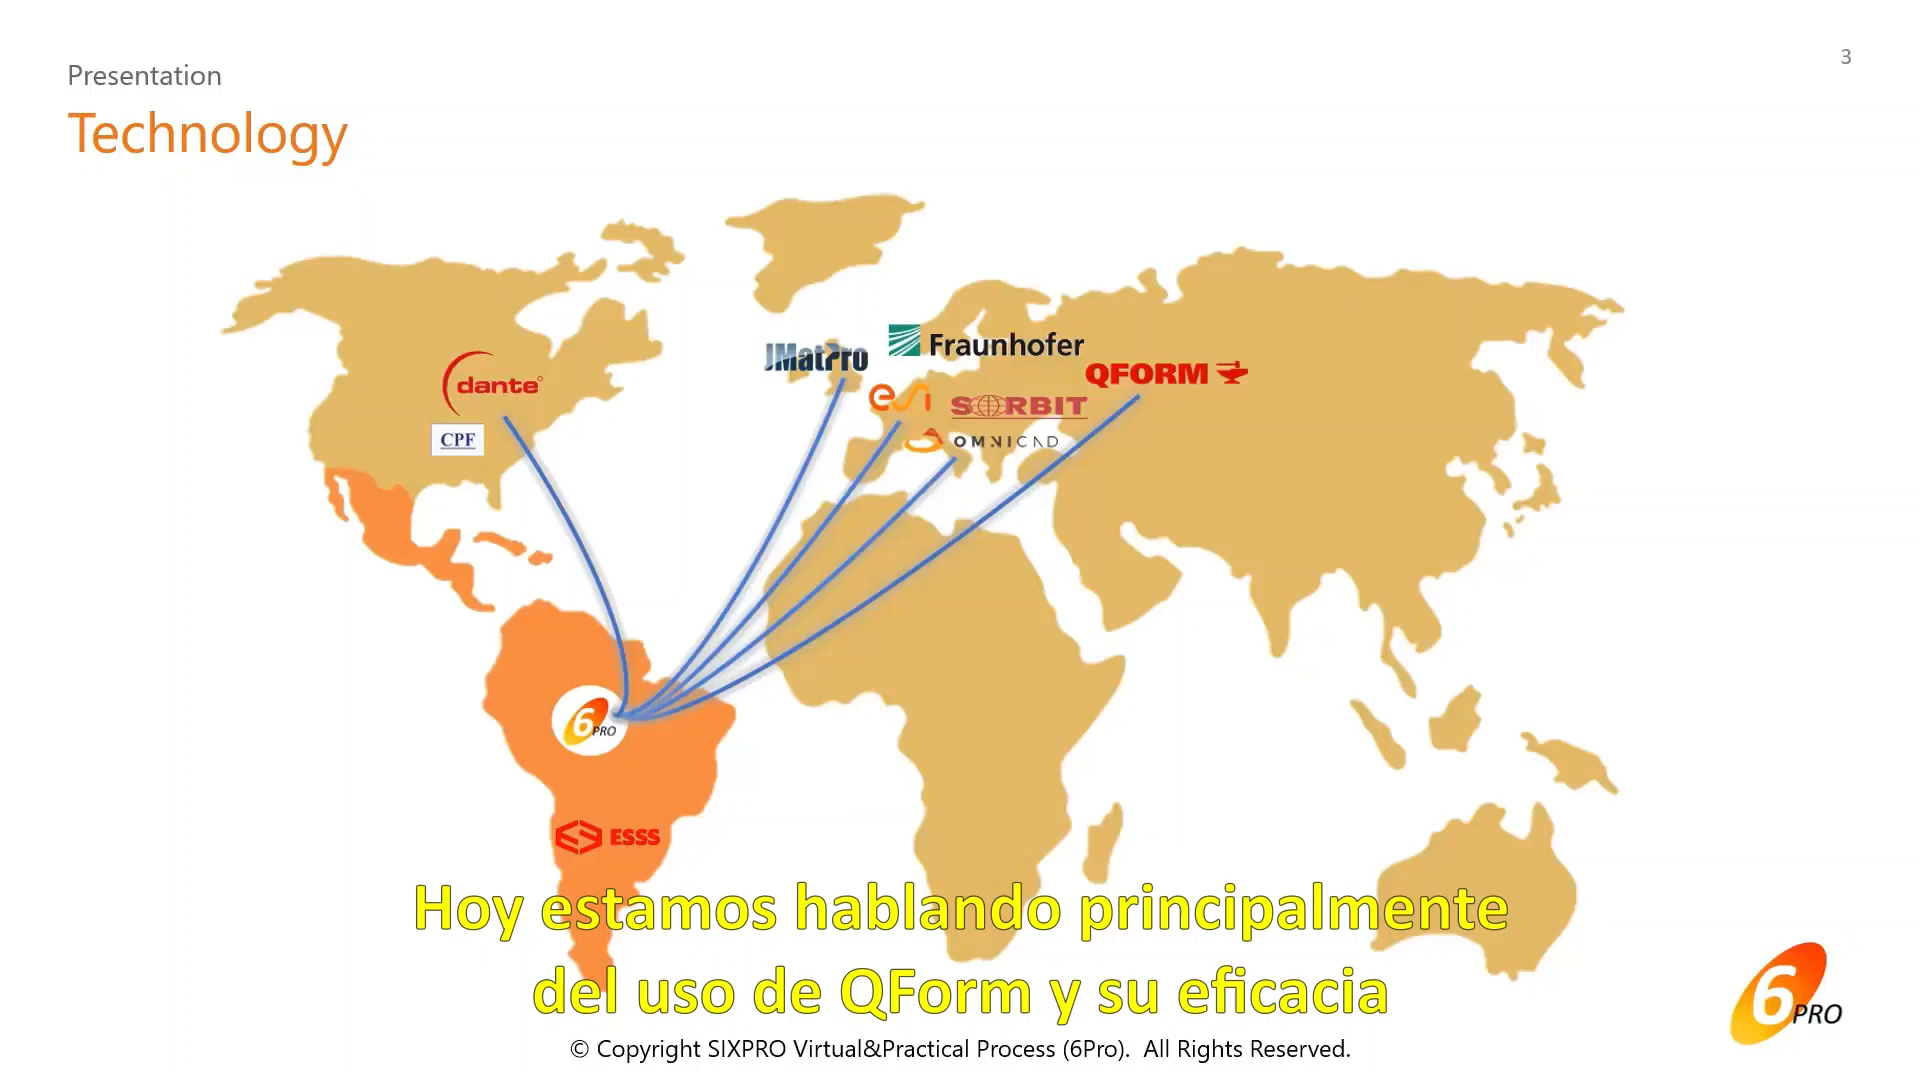 3
Presentation
Technology
JMatPro
Fraunhofer
QFORM
dante
esi
SORBIT
CPF
OMNICAD
6
PRO
ESSS
Hoy estamos hablando principalmente
del uso de QForm y su eficacia
6
PRO
© Copyright SIXPRO Virtual&Practical Process (6Pro).  All Rights Reserved.